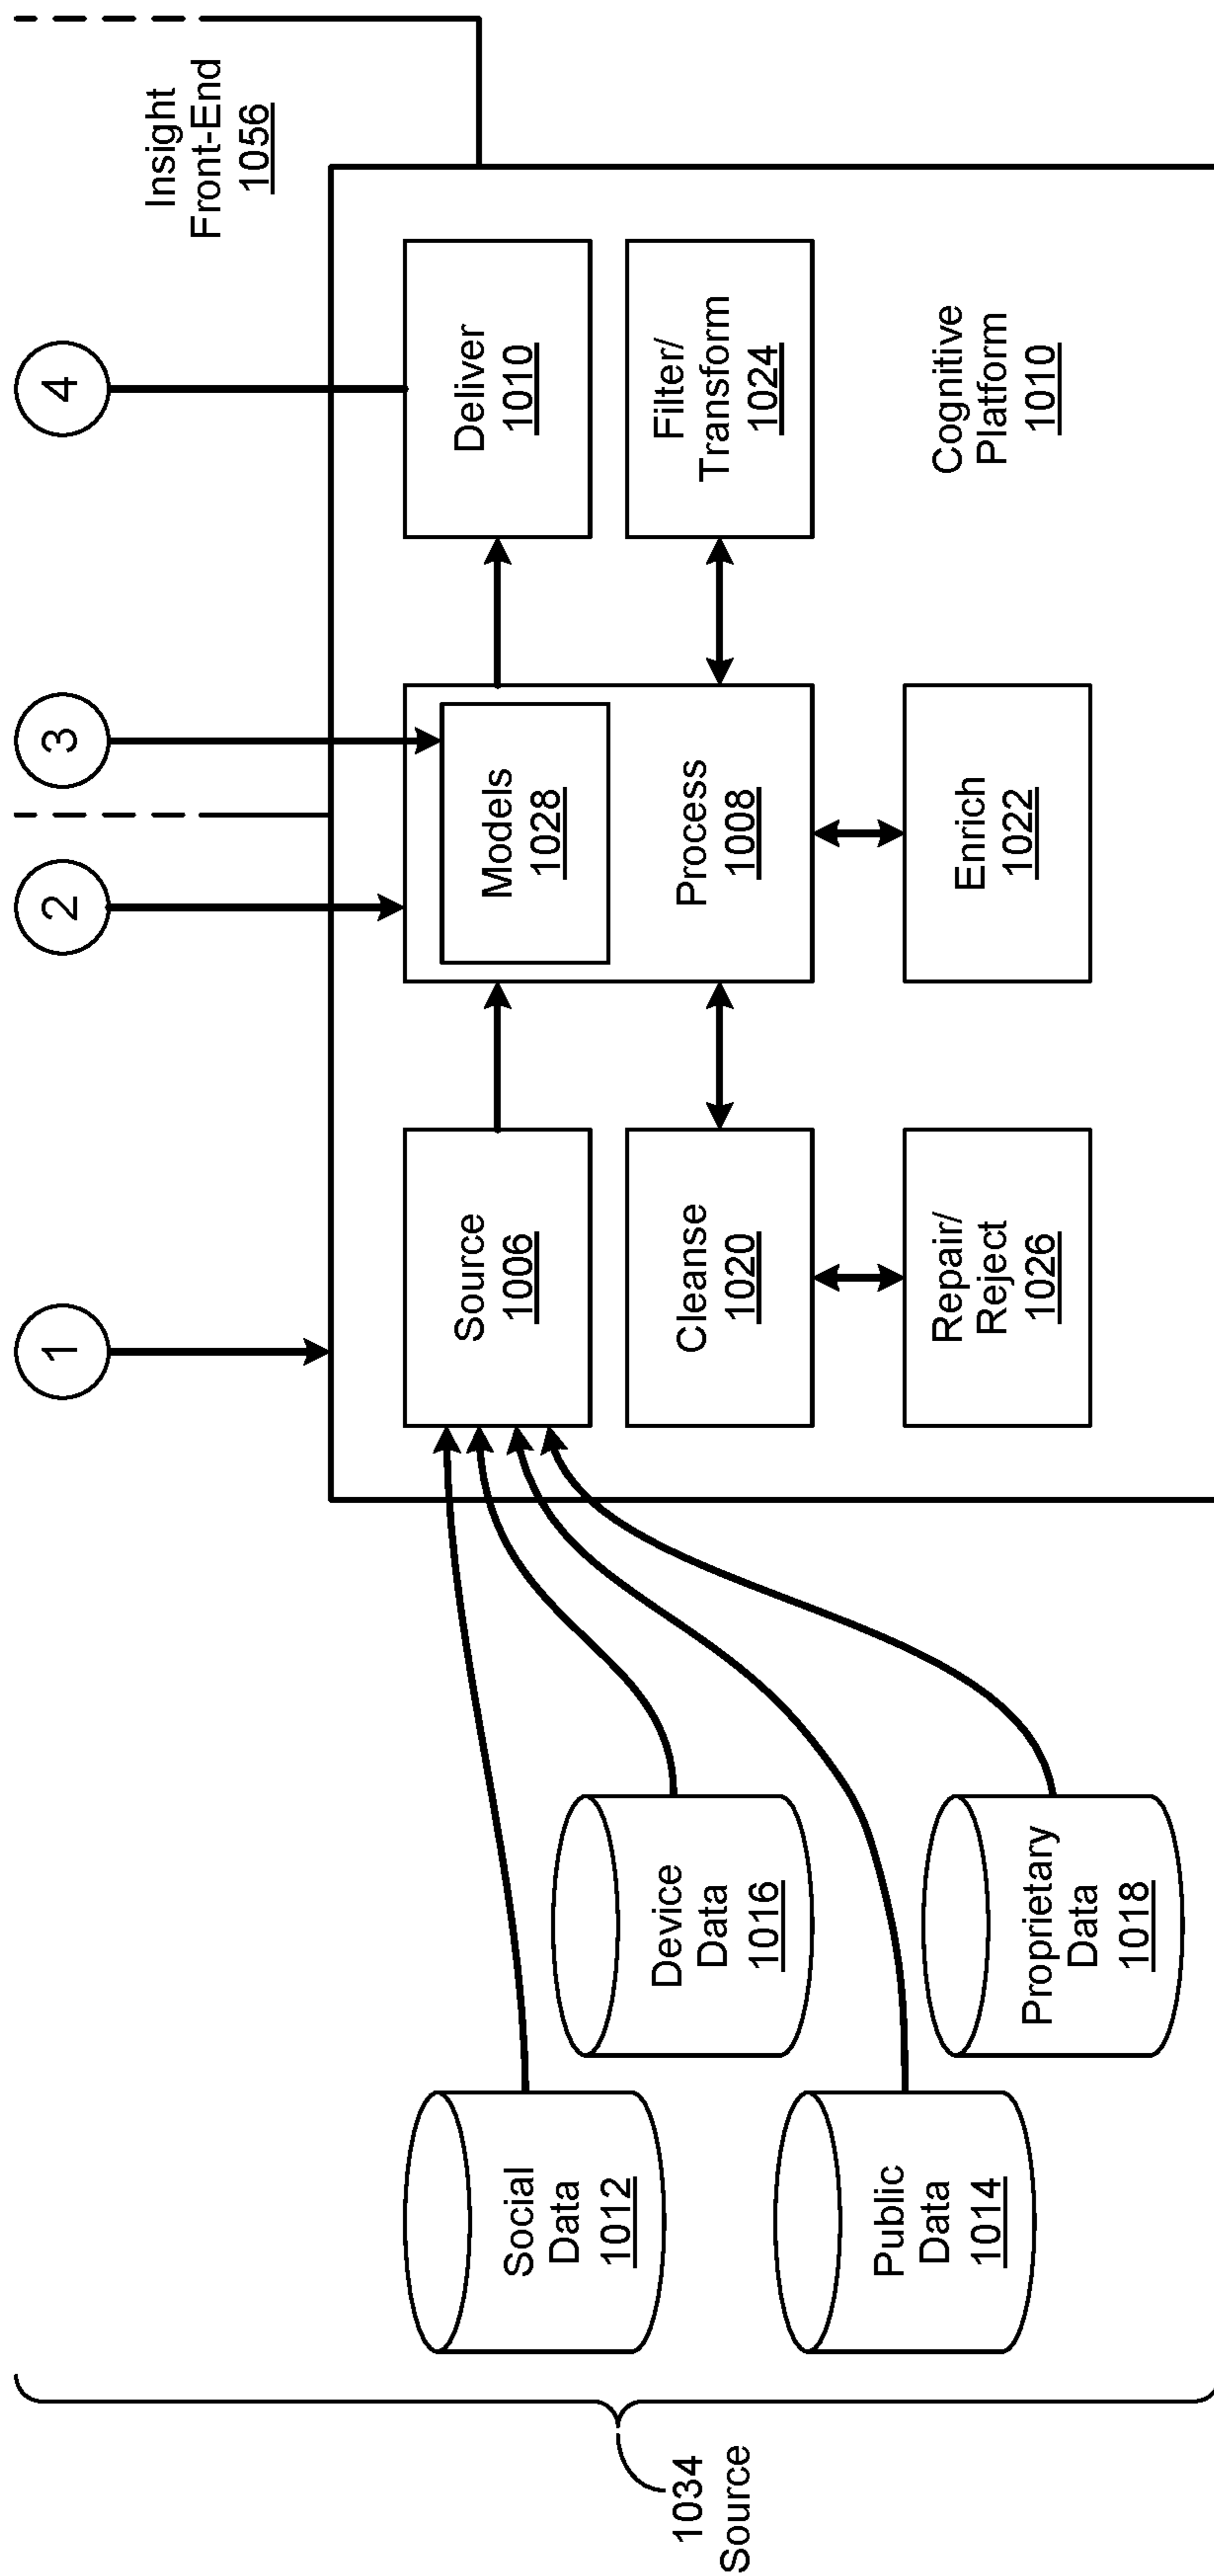 1
2
3
4
Insight
Front-End
1056
Source
1006
Models
1028
Process
1008
Deliver
1010
Cleanse
1020
Filter/
Transform
1024
Repair/
Reject
1026
Enrich
1022
Cognitive
Platform
1010
Social
Data
1012
Device
Data
1016
Public
Data
1014
Proprietary
Data
1018
1034
Source